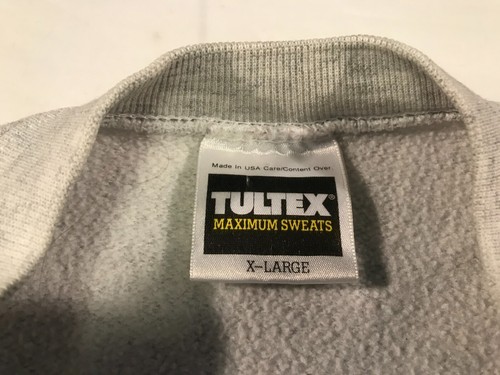 Made in USA Care/Content Over
TULTEX®
MAXIMUM SWEATS
X-LARGE